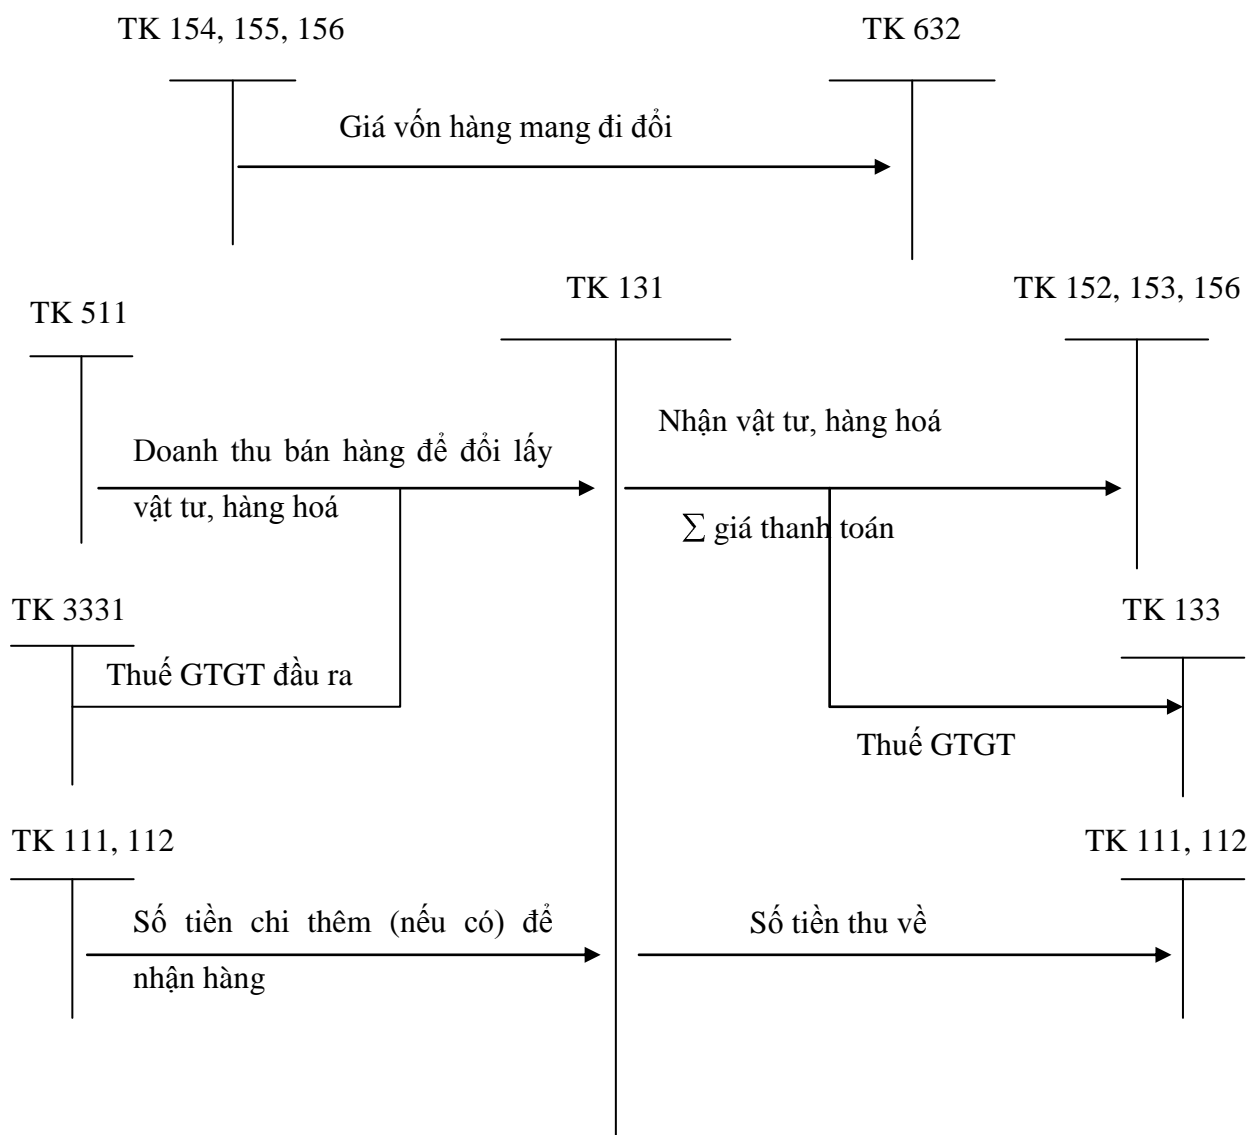 TK 154, 155, 156
TK 632
Giá vốn hàng mang đi đổi
TK 131
TK 152, 153, 156
TK 511
Nhận vật tư, hàng hoá
Doanh thu bán hàng để đổi lấy
vật tư, hàng hoá
∑ giá thanh toán
TK 3331
TK 133
Thuế GTGT đầu ra
Thuế GTGT
TK 111, 112
TK 111, 112
Số tiền chi thêm (nếu có) để
nhận hàng
Số tiền thu về